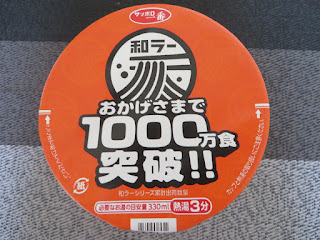 サッポロ一番
和ラー
おかげさまで
1000万食
突破!!
和ラーシリーズ累計出荷数量
必要なお湯の目安量 330ml
熱湯3分
紙